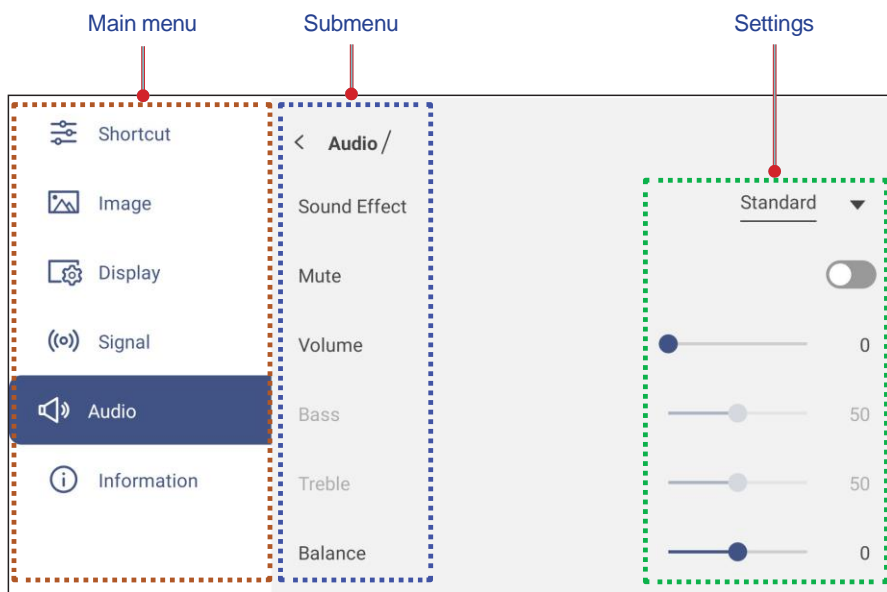 Main menu
Submenu
Settings
Shortcut
Image
Display
Signal
Audio
Information
< Audio /
Sound Effect
Standard
Mute
Volume
0
Bass
50
Treble
50
Balance
0